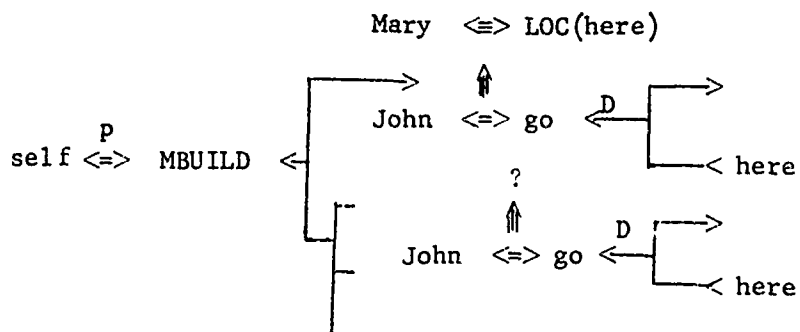 Mary <≡> LOC(here)
John <=> go D
p
self <=> MBUILD
here
?
D
John <=> go
here